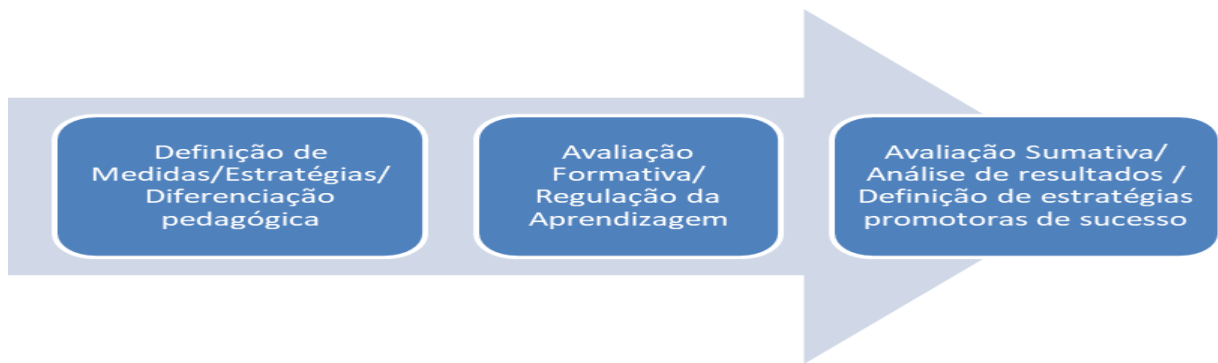 Definição de
Medidas/Estratégias/
Diferenciação
pedagógica
Avaliação
Formativa/
Regulação da
Aprendizagem
Avaliação Sumativa/
Análise de resultados /
Definição de estratégias
promotoras de sucesso